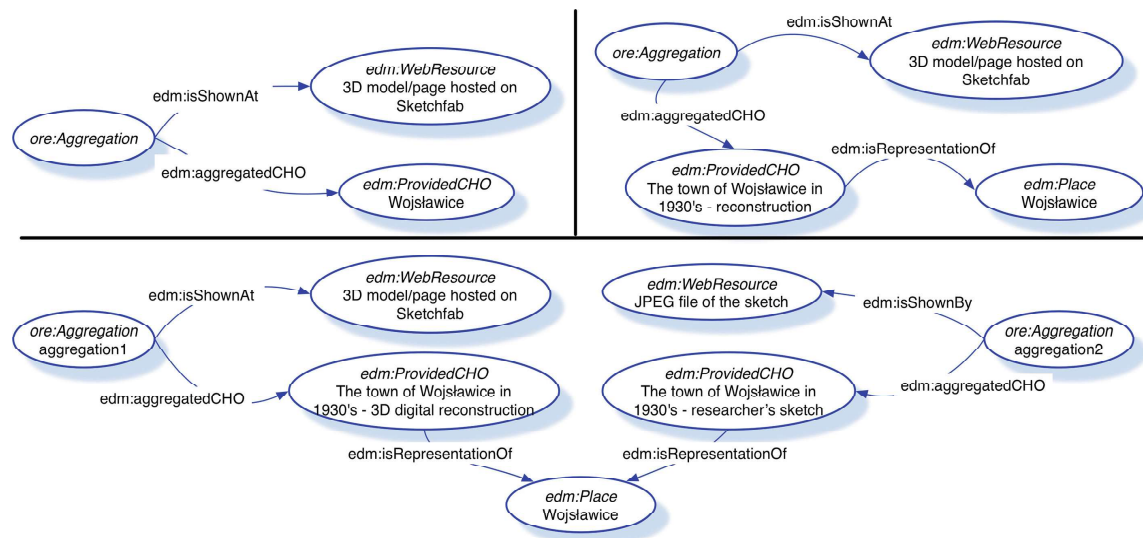 edm:WebResource
3D model/page hosted on
Sketchfab
edm:isShownAt
ore:Aggregation
edm:aggregatedCHO
edm:ProvidedCHO
Wojsławice
edm:isShownAt
ore:Aggregation
edm:WebResource
3D model/page hosted on
Sketchfab
edm:aggregatedCHO
edm:isRepresentationOf
edm:ProvidedCHO
The town of Wojsławice in
1930's - reconstruction
edm:Place
Wojsławice
edm:isShownAt
edm:WebResource
3D model/page hosted on
Sketchfab
ore:Aggregation
aggregation1
edm:aggregatedCHO
edm:ProvidedCHO
The town of Wojsławice in
1930's - 3D digital reconstruction
edm:isRepresentationOf
edm:WebResource
JPEG file of the sketch
edm:isShownBy
ore:Aggregation
aggregation2
edm:aggregatedCHO
edm:ProvidedCHO
The town of Wojsławice in
1930's - researcher's sketch
edm:isRepresentationOf
edm:Place
Wojsławice